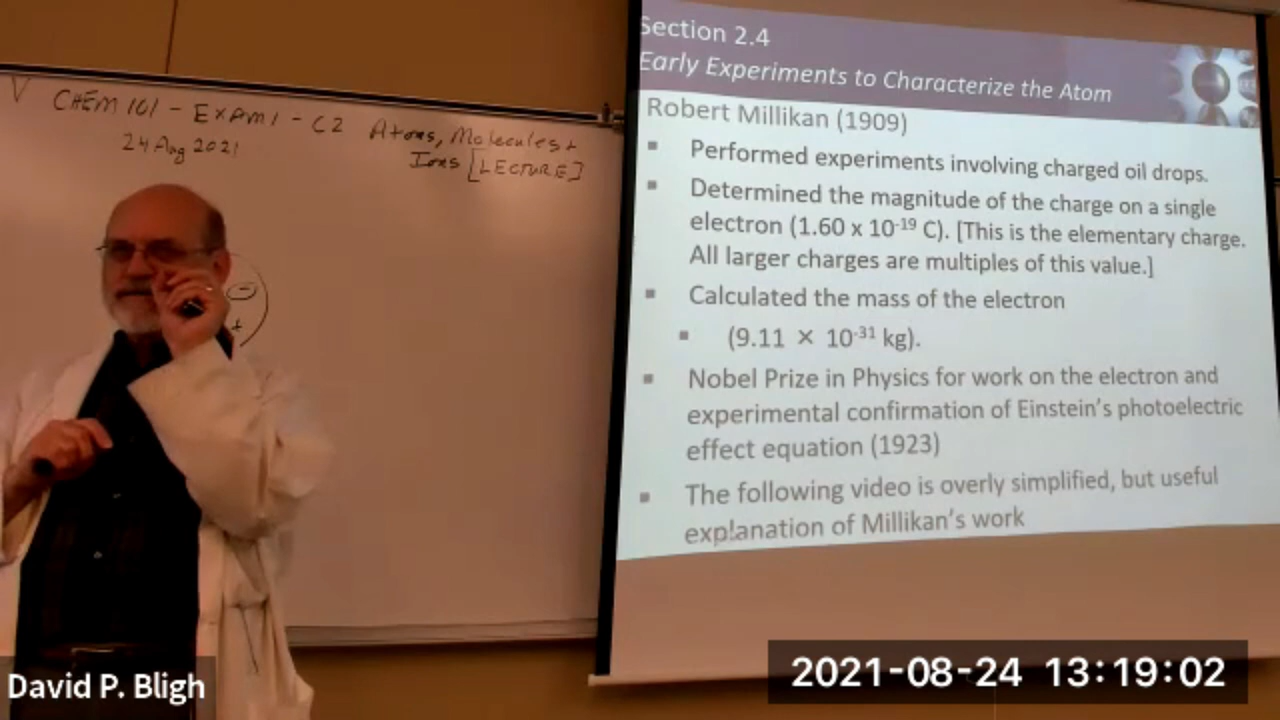 CHEM 101 - EXAM 1 - C2 Atoms, Molecules +
24 Aug 2021 Ions [LECTURE]
-
+
Section 2.4
Early Experiments to Characterize the Atom
Robert Millikan (1909)
▪ Performed experiments involving charged oil drops.
▪ Determined the magnitude of the charge on a single
electron (1.60 x 10⁻¹⁹ C). [This is the elementary charge.
All larger charges are multiples of this value.]
▪ Calculated the mass of the electron
▪ (9.11 × 10⁻³¹ kg).
▪ Nobel Prize in Physics for work on the electron and
experimental confirmation of Einstein's photoelectric
effect equation (1923)
▪ The following video is overly simplified, but useful
explanation of Millikan's work
David P. Bligh
2021-08-24 13:19:02